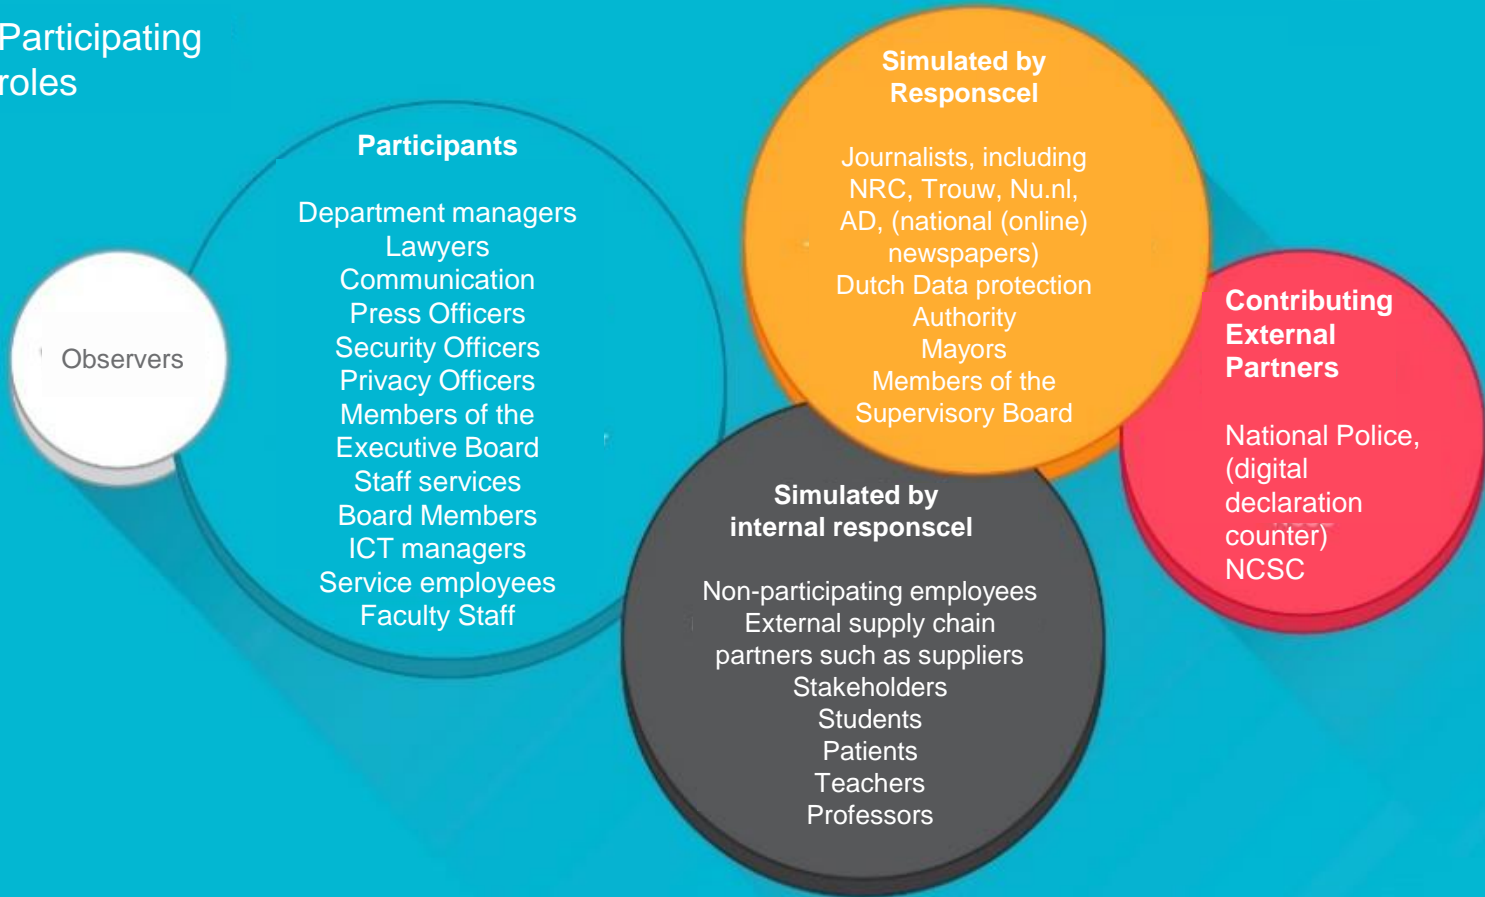 Participating
roles
Observers
Participants
Department managers
Lawyers
Communication
Press Officers
Security Officers
Privacy Officers
Members of the
Executive Board
Staff services
Board Members
ICT managers
Service employees
Faculty Staff
Simulated by
Responscel
Journalists, including
NRC, Trouw, Nu.nl,
AD, (national (online)
newspapers)
Dutch Data protection
Authority
Mayors
Members of the
Supervisory Board
Simulated by
internal responscel
Non-participating employees
External supply chain
partners such as suppliers
Stakeholders
Students
Patients
Teachers
Professors
Contributing
External
Partners
National Police,
(digital
declaration
counter)
NCSC